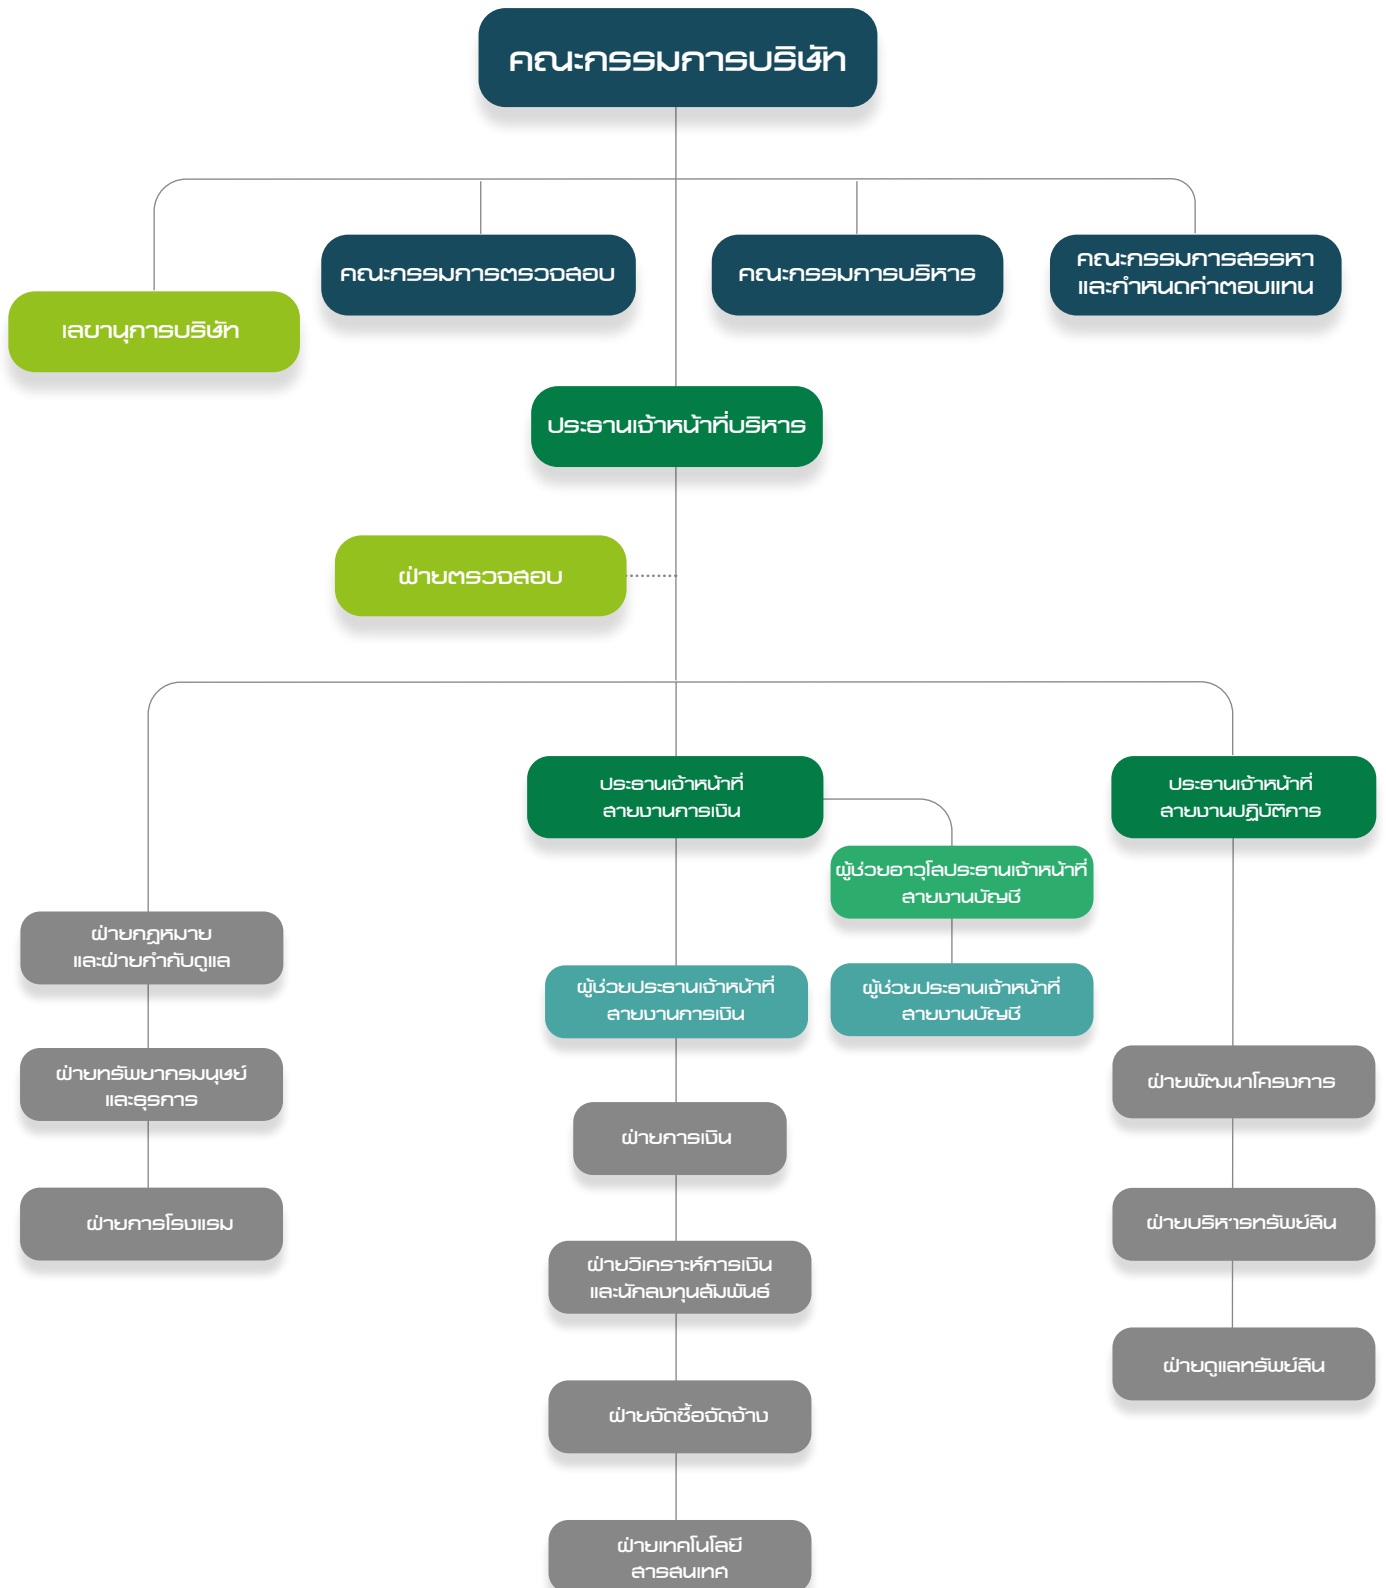 คณะกรรมการบริษัท
คณะกรรมการตรวจสอบ
คณะกรรมการบริหาร
คณะกรรมการสรรหา
และกำหนดค่าตอบแทน
เลขานุการบริษัท
ประธานเจ้าหน้าที่บริหาร
ฝ่ายตรวจสอบ
ประธานเจ้าหน้าที่
สายงานการเงิน
ประธานเจ้าหน้าที่
สายงานปฏิบัติการ
ผู้ช่วยอาวุโสประธานเจ้าหน้าที่
สายงานบัญชี
ฝ่ายกฎหมาย
และฝ่ายกำกับดูแล
ผู้ช่วยประธานเจ้าหน้าที่
สายงานการเงิน
ผู้ช่วยประธานเจ้าหน้าที่
สายงานบัญชี
ฝ่ายทรัพยากรมนุษย์
และธุรการ
ฝ่ายพัฒนาโครงการ
ฝ่ายการเงิน
ฝ่ายการโรงแรม
ฝ่ายบริหารทรัพย์สิน
ฝ่ายวิเคราะห์การเงิน
และนักลงทุนสัมพันธ์
ฝ่ายดูแลทรัพย์สิน
ฝ่ายจัดซื้อจัดจ้าง
ฝ่ายเทคโนโลยี
สารสนเทศ